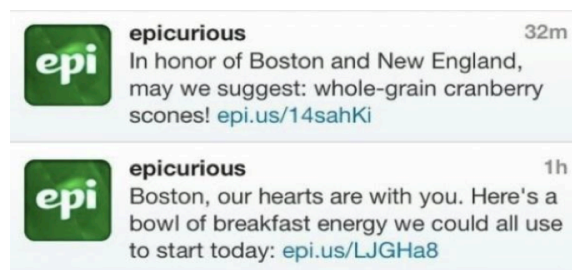 epi
epicurious 32m
In honor of Boston and New England,
may we suggest: whole-grain cranberry
scones! epi.us/14sahKi
epi
epicurious 1h
Boston, our hearts are with you. Here's a
bowl of breakfast energy we could all use
to start today: epi.us/LJGHa8